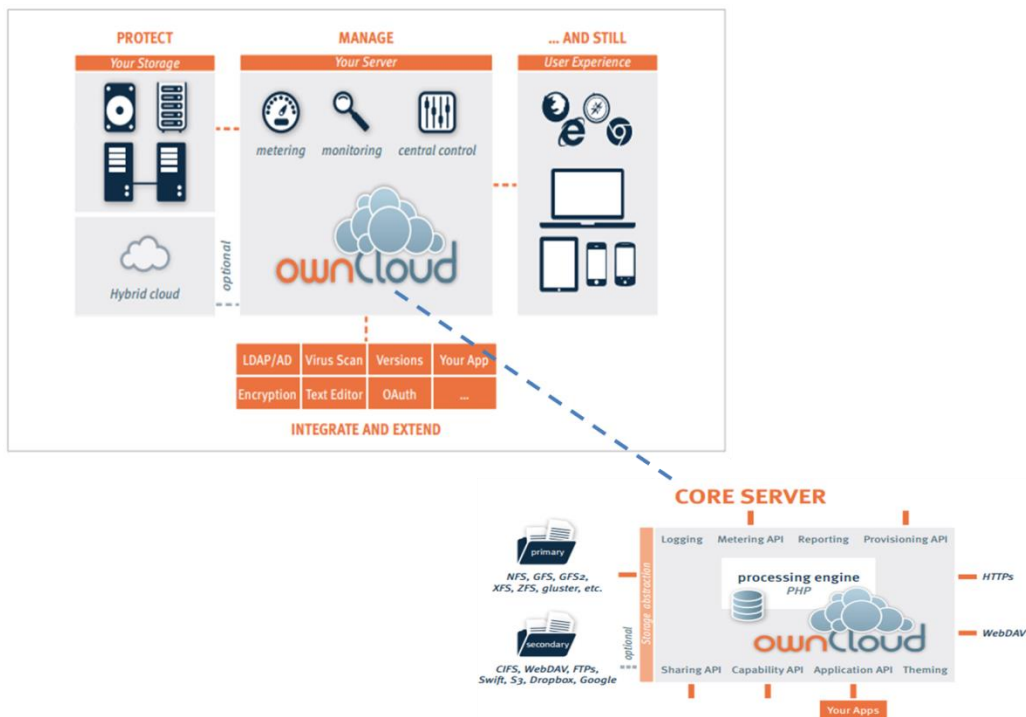 PROTECT
MANAGE
... AND STILL
Your Storage
Your Server
User Experience
metering
monitoring
central control
optional
Hybrid cloud
ownCloud
LDAP/AD
Virus Scan
Versions
Your App
Encryption
Text Editor
OAuth
...
INTEGRATE AND EXTEND
CORE SERVER
primary
NFS, GFS, GFS2,
XFS, ZFS, gluster, etc.
secondary
CIFS, WebDAV, FTPs,
Swift, S3, Dropbox, Google
optional
Storage abstraction
Logging
Metering API
Reporting
Provisioning API
processing engine
PHP
ownCloud
HTTPs
WebDAV
Sharing API
Capability API
Application API
Theming
Your Apps